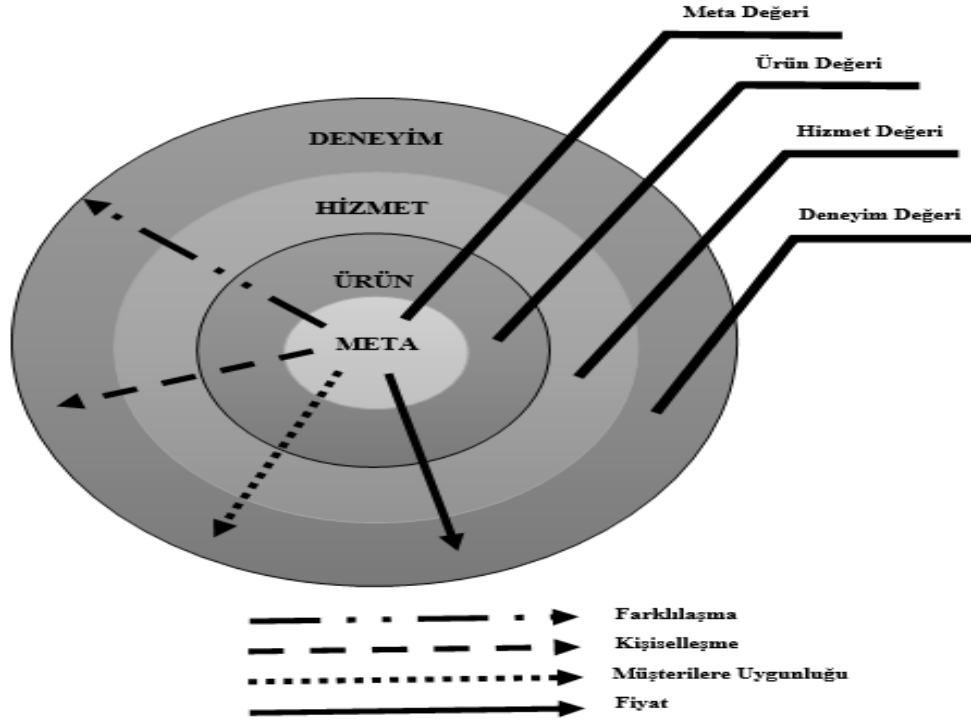 Meta Değeri
Ürün Değeri
Hizmet Değeri
Deneyim Değeri
DENEYİM
HİZMET
ÜRÜN
META
Farklılaşma
Kişiselleşme
Müşterilere Uygunluğu
Fiyat